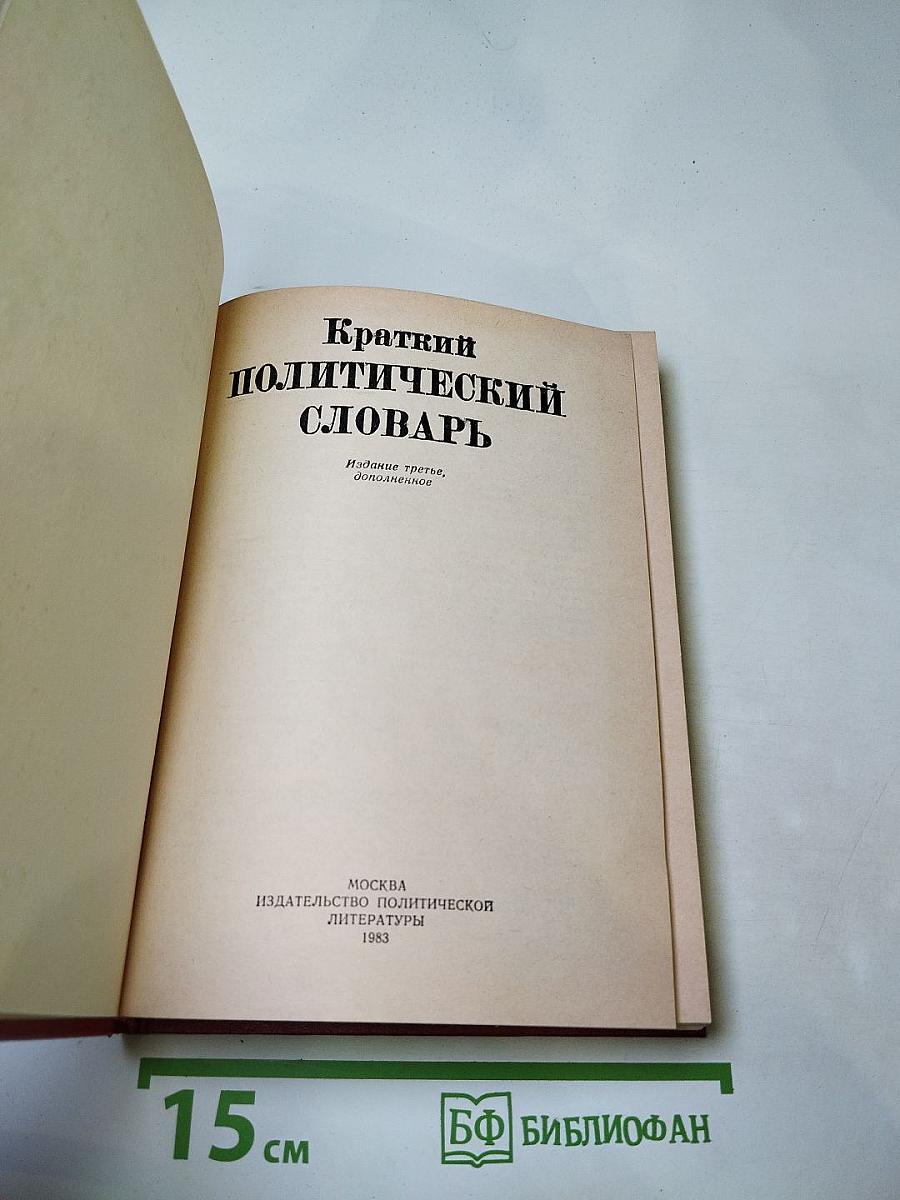 Краткий
ПОЛИТИЧЕСКИЙ
СЛОВАРЬ
Издание третье,
дополненное
МОСКВА
ИЗДАТЕЛЬСТВО ПОЛИТИЧЕСКОЙ
ЛИТЕРАТУРЫ
1983
15 см
БФ БИБЛИОФАН